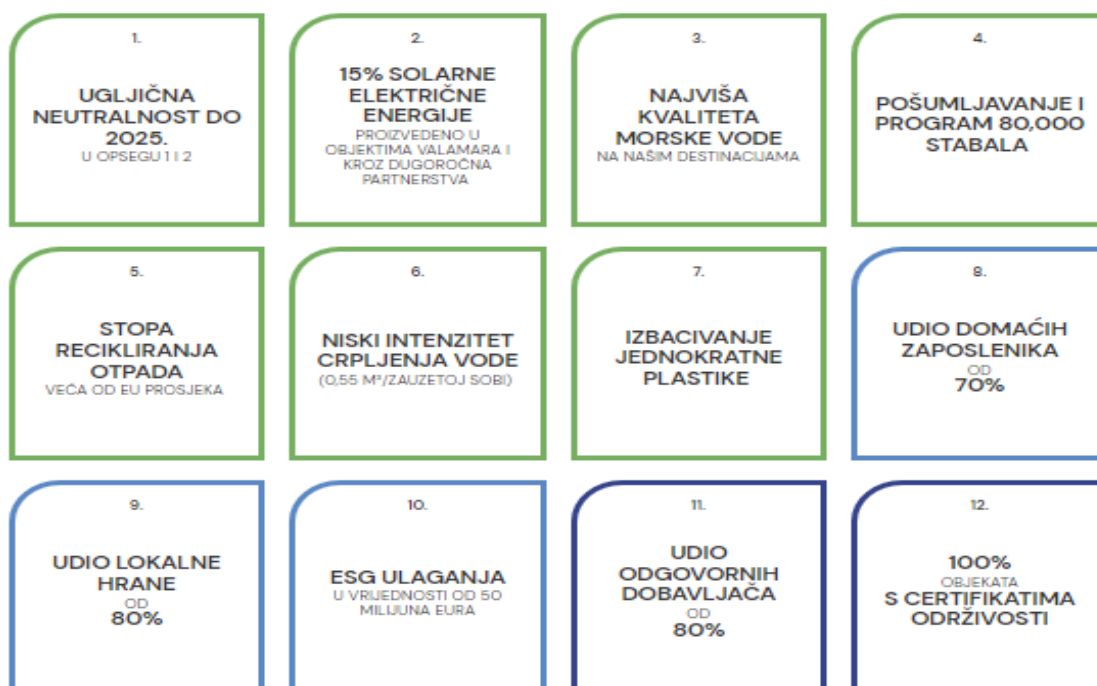 1.
UGLJIČNA
NEUTRALNOST DO
2025.
U OPSEGU 1 I 2
2.
15% SOLARNE
ELEKTRIČNE
ENERGIJE
PROIZVEDENO U
OBJEKTIMA VALAMARA I
KROZ DUGOROČNA
PARTNERSTVA
3.
NAJVIŠA
KVALITETA
MORSKE VODE
NA NAŠIM DESTINACIJAMA
4.
POŠUMLJAVANJE I
PROGRAM 80,000
STABALA
5.
STOPA
RECIKLIRANJA
OTPADA
VEĆA OD EU PROSJEKA
6.
NISKI INTENZITET
CRPLJENJA VODE
(0,55 M³/ZAUZETOJ SOBI)
7.
IZBACIVANJE
JEDNOKRATNE
PLASTIKE
8.
UDIO DOMAĆIH
ZAPOSLENIKA
OD
70%
9.
UDIO LOKALNE
HRANE
OD
80%
10.
ESG ULAGANJA
U VRIJEDNOSTI OD 50
MILIJUNA EURA
11.
UDIO
ODGOVORNIH
DOBAVLJAČA
OD
80%
12.
100%
OBJEKATA
S CERTIFIKATIMA
ODRŽIVOSTI